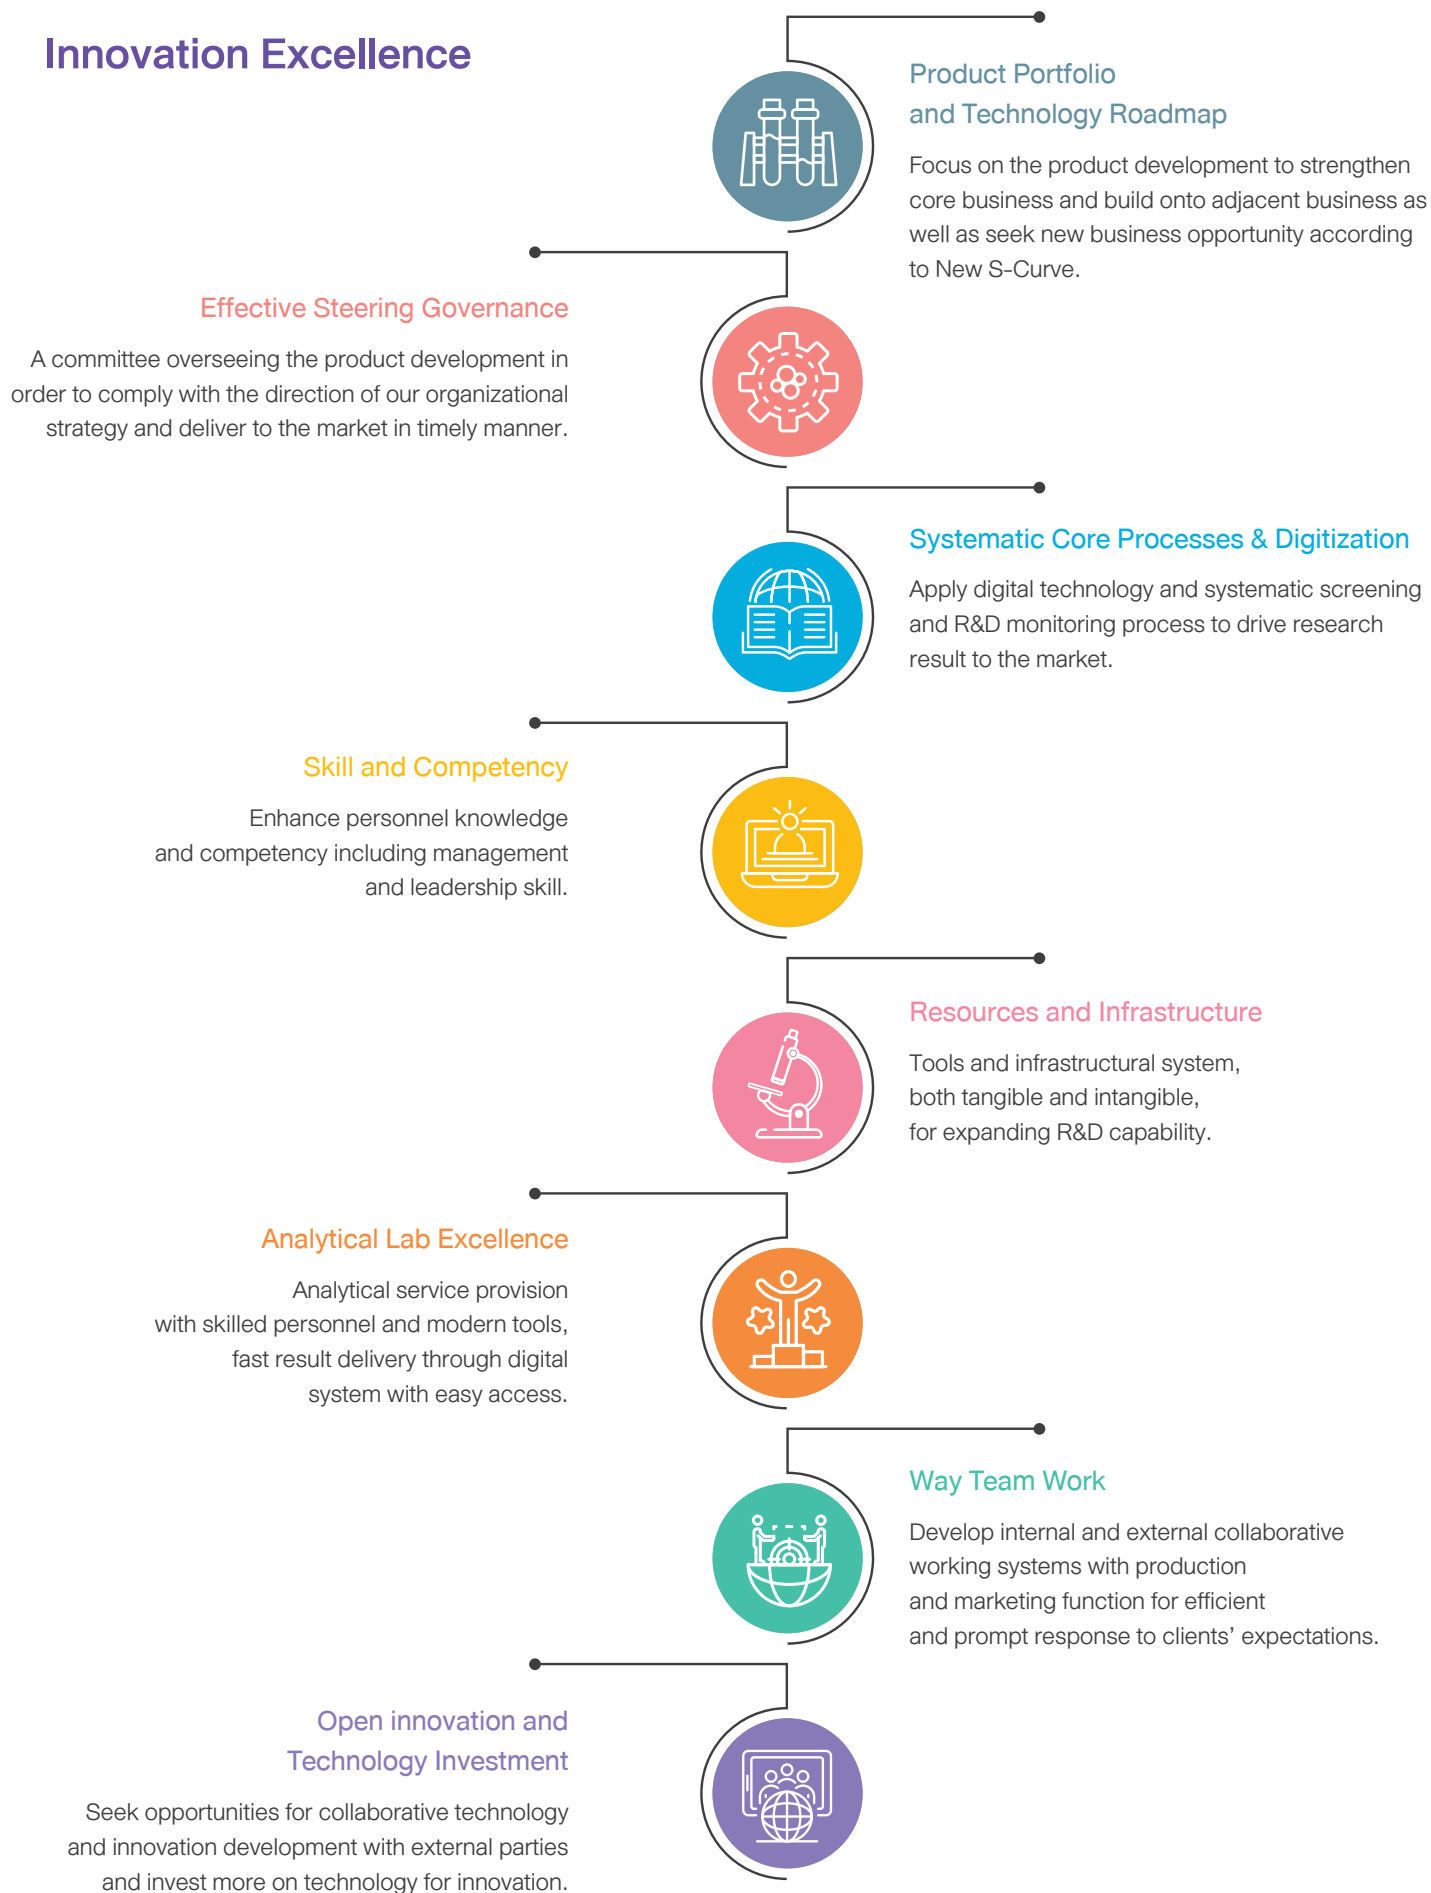 Innovation Excellence
Product Portfolio
and Technology Roadmap
Focus on the product development to strengthen
core business and build onto adjacent business as
well as seek new business opportunity according
to New S-Curve.
Effective Steering Governance
A committee overseeing the product development in
order to comply with the direction of our organizational
strategy and deliver to the market in timely manner.
Systematic Core Processes & Digitization
Apply digital technology and systematic screening
and R&D monitoring process to drive research
result to the market.
Skill and Competency
Enhance personnel knowledge
and competency including management
and leadership skill.
Resources and Infrastructure
Tools and infrastructural system,
both tangible and intangible,
for expanding R&D capability.
Analytical Lab Excellence
Analytical service provision
with skilled personnel and modern tools,
fast result delivery through digital
system with easy access.
Way Team Work
Develop internal and external collaborative
working systems with production
and marketing function for efficient
and prompt response to clients’ expectations.
Open innovation and
Technology Investment
Seek opportunities for collaborative technology
and innovation development with external parties
and invest more on technology for innovation.